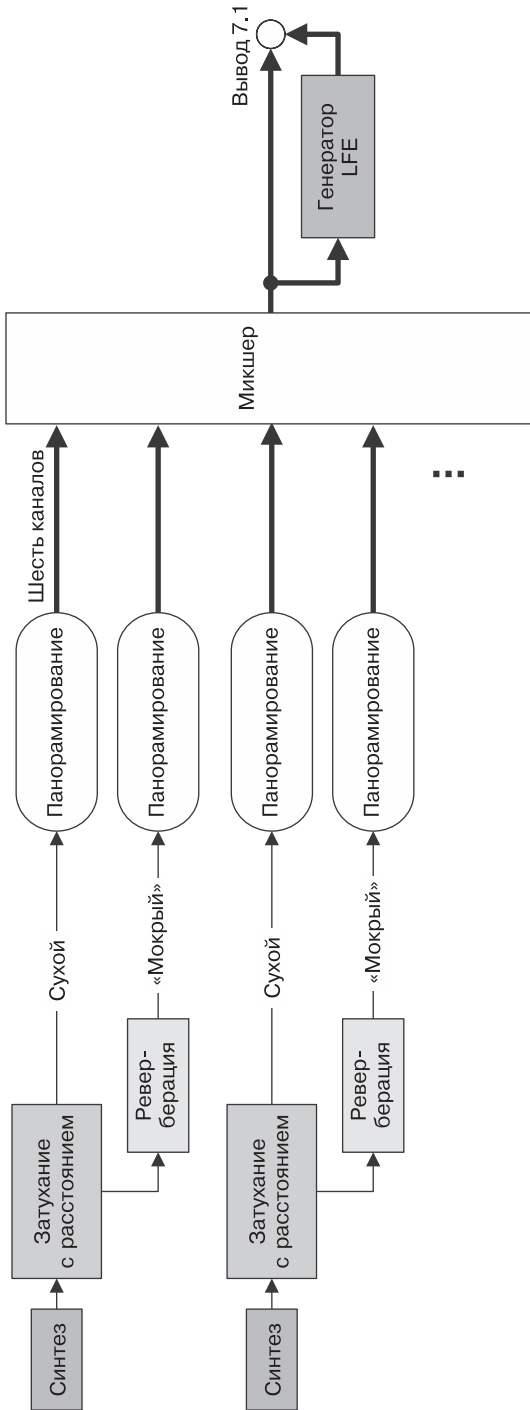 Синтез
Затухание
с расстоянием
Сухой
Панорамирование
Шесть каналов
Ревер-
берация
«Мокрый»
Панорамирование
Синтез
Затухание
с расстоянием
Сухой
Панорамирование
Ревер-
берация
«Мокрый»
Панорамирование
...
Микшер
Вывод 7.1
Генератор
LFE